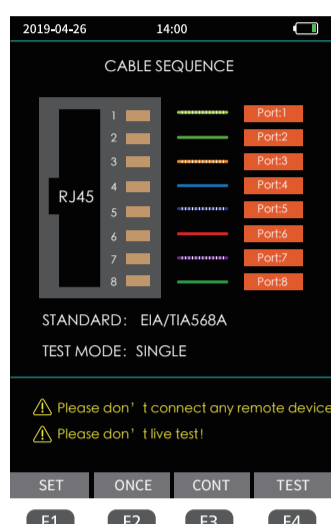 2019-04-26 14:00
CABLE SEQUENCE
1 Port:1
2 Port:2
3 Port:3
4 Port:4
RJ45
5 Port:5
6 Port:6
7 Port:7
8 Port:8
STANDARD: EIA/TIA568A
TEST MODE: SINGLE
Please don't connect any remote device
Please don't live test!
SET ONCE CONT TEST
F1 F2 F3 F4